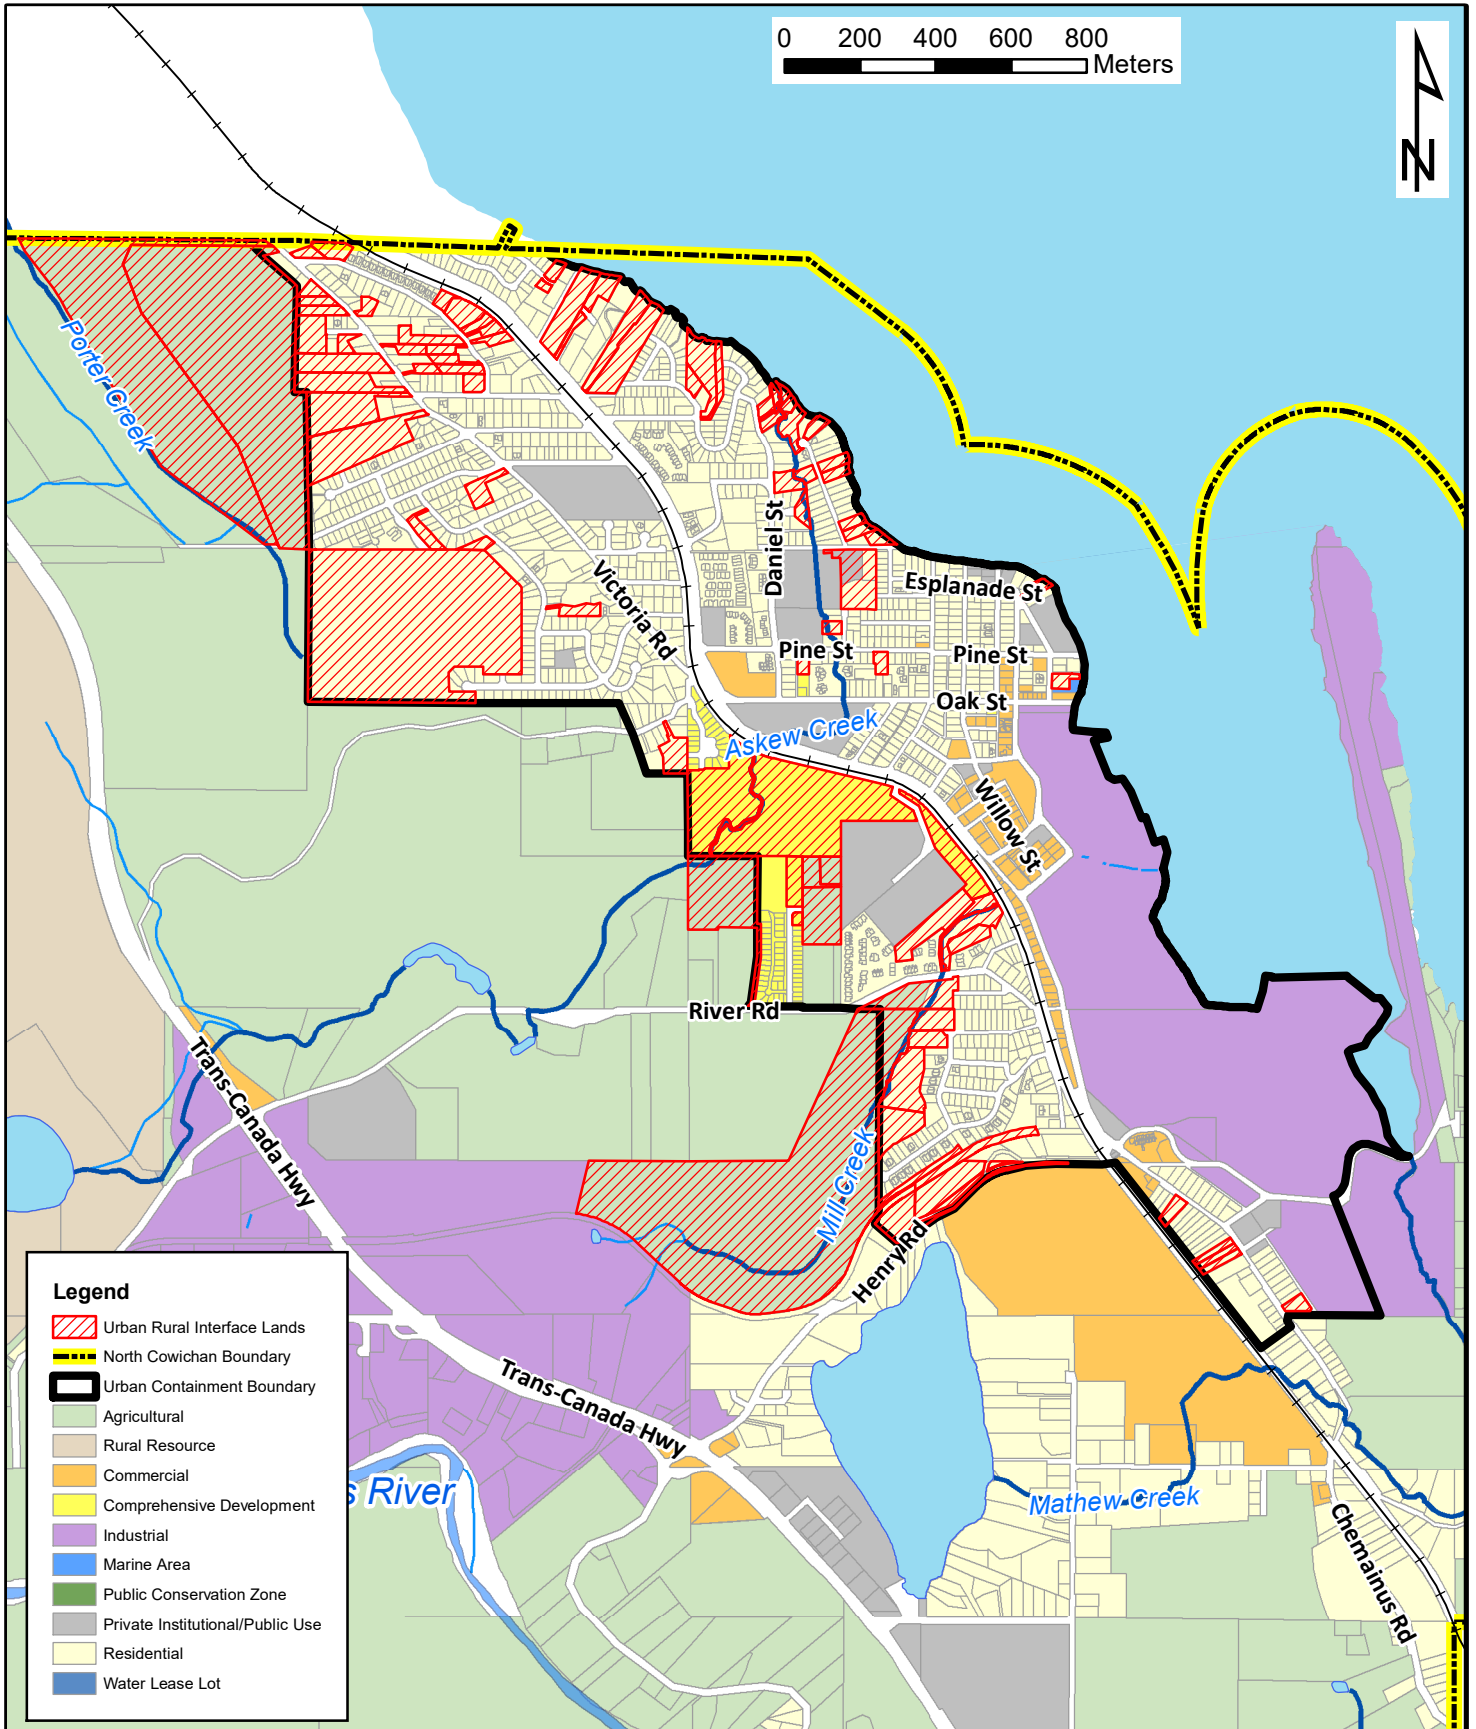 0 200 400 600 800
Meters
N
Porter Creek
Daniel St
Esplanade St
Victoria Rd
Pine St
Pine St
Oak St
Askew Creek
Willow St
River Rd
Trans-Canada Hwy
Mill Creek
Henry Rd
Trans-Canada Hwy
s River
Mathew Creek
Chemainus Rd
Legend
Urban Rural Interface Lands
North Cowichan Boundary
Urban Containment Boundary
Agricultural
Rural Resource
Commercial
Comprehensive Development
Industrial
Marine Area
Public Conservation Zone
Private Institutional/Public Use
Residential
Water Lease Lot